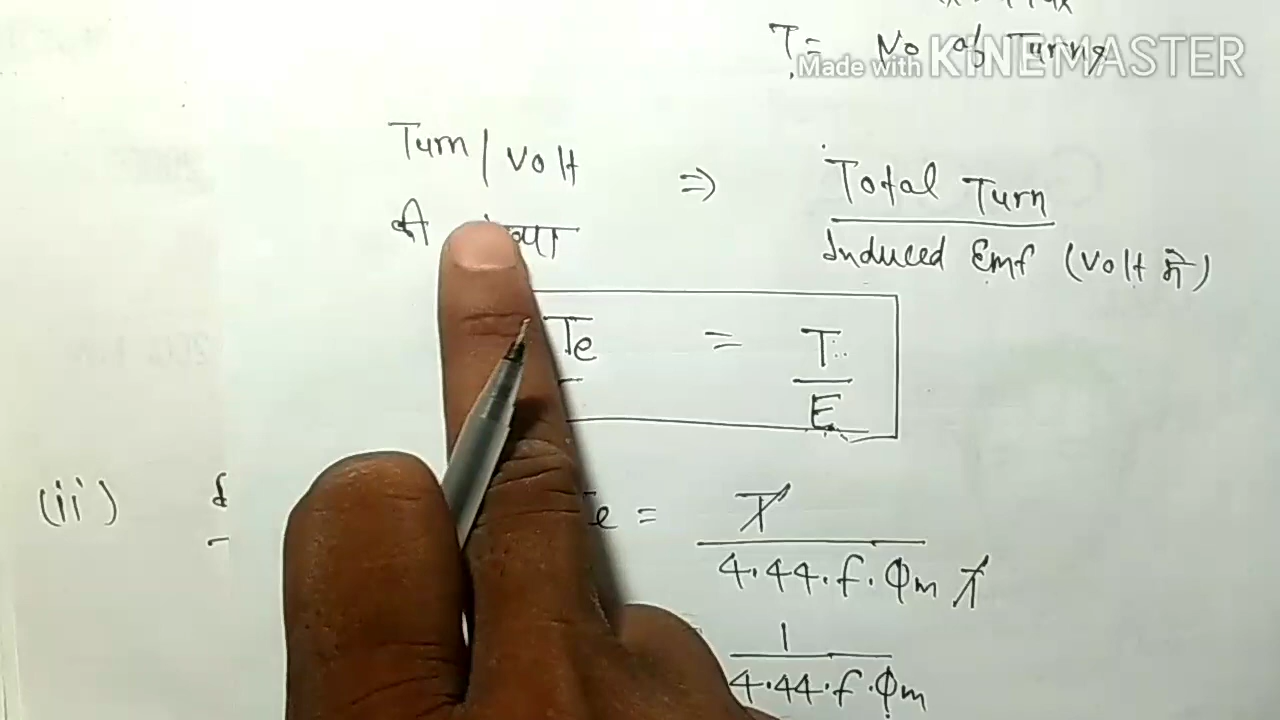 T = No of Turns
Made with KINEMASTER
Turn / Volt ⇒ Total Turn
की Induced Emf (Volt में)
Te = T
E
(ii) e = T
4.44.f.Φm T
1
4.44.f.Φm